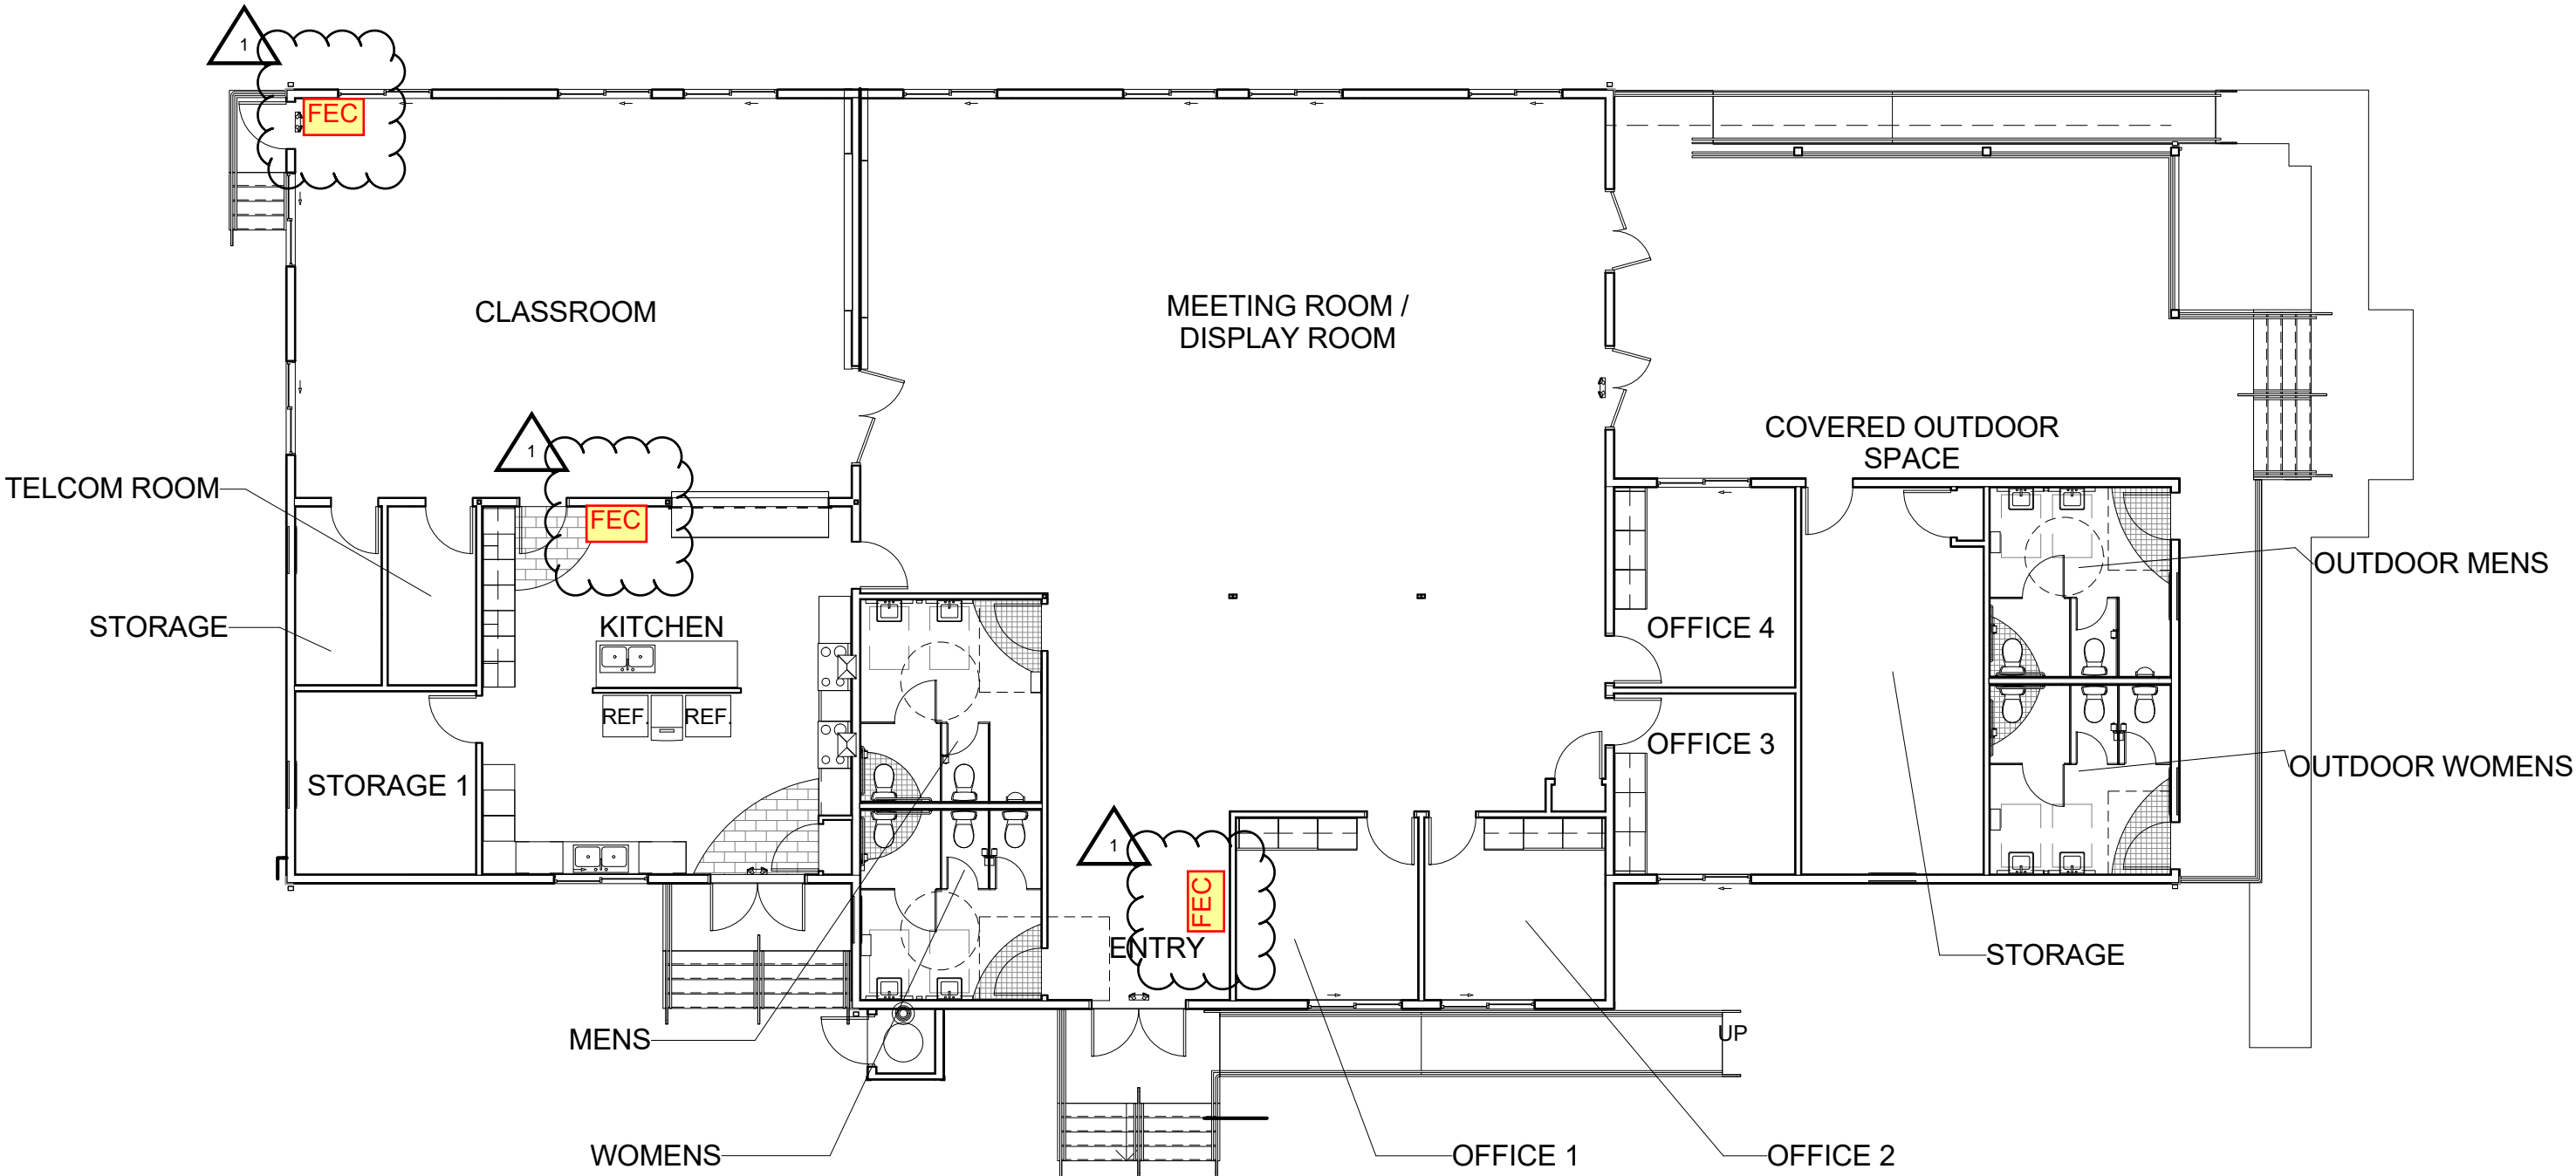 1
FEC
CLASSROOM
MEETING ROOM /
DISPLAY ROOM
1
COVERED OUTDOOR
SPACE
TELCOM ROOM
FEC
OUTDOOR MENS
STORAGE
KITCHEN
OFFICE 4
REF.
REF.
OFFICE 3
OUTDOOR WOMENS
STORAGE 1
1
FEC
ENTRY
STORAGE
MENS
UP
WOMENS
OFFICE 1
OFFICE 2